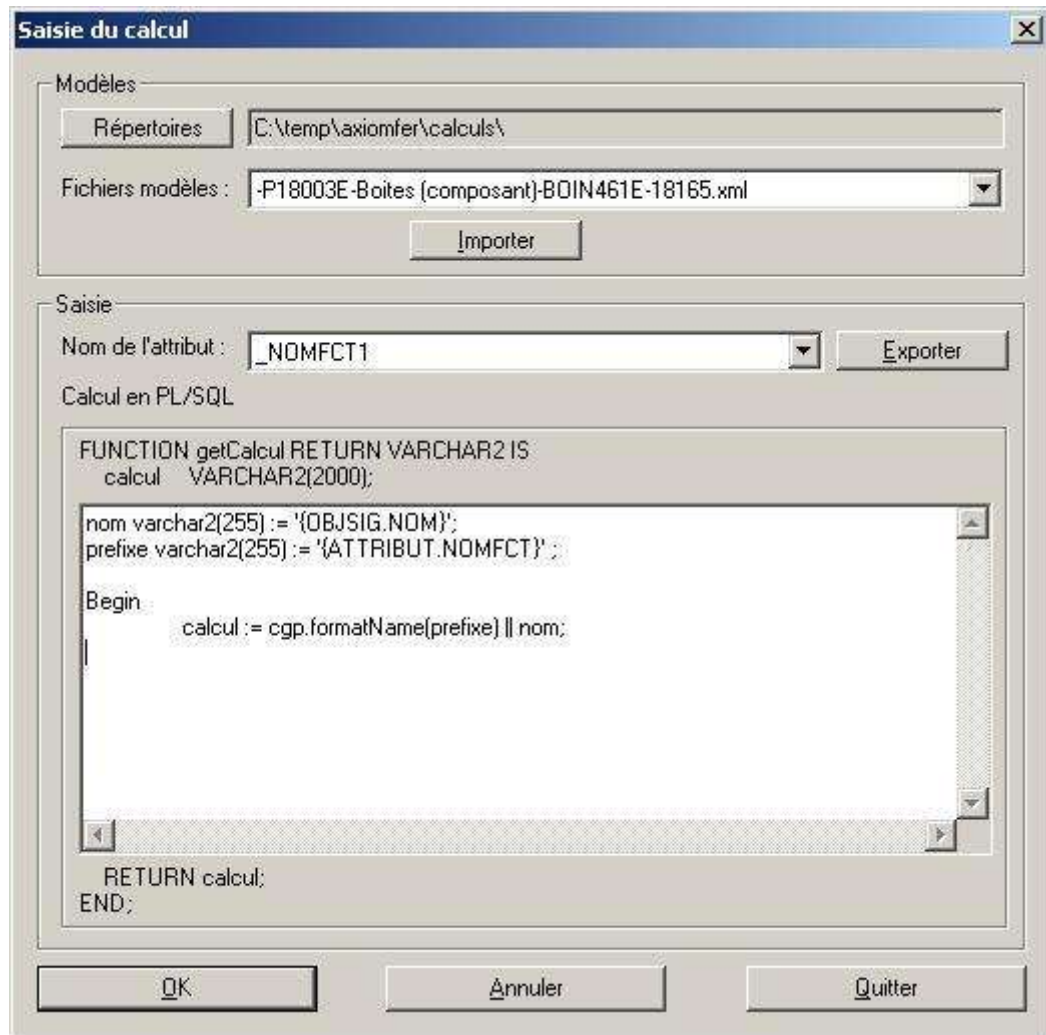 Saisie du calcul
Modèles
Répertoires C:\temp\axiomfer\calculs\
Fichiers modèles : -P18003E-Boites (composant)-BOIN461E-18165.xml
Importer
Saisie
Nom de l'attribut : _NOMFCT1 Exporter
Calcul en PL/SQL
FUNCTION getCalcul RETURN VARCHAR2 IS
calcul VARCHAR2(2000);
nom varchar2(255) := '{OBJSIG.NOM}';
prefixe varchar2(255) := '{ATTRIBUT.NOMFCT}' ;
Begin
calcul := cgp.formatName(prefixe) || nom;
RETURN calcul;
END;
OK Annuler Quitter